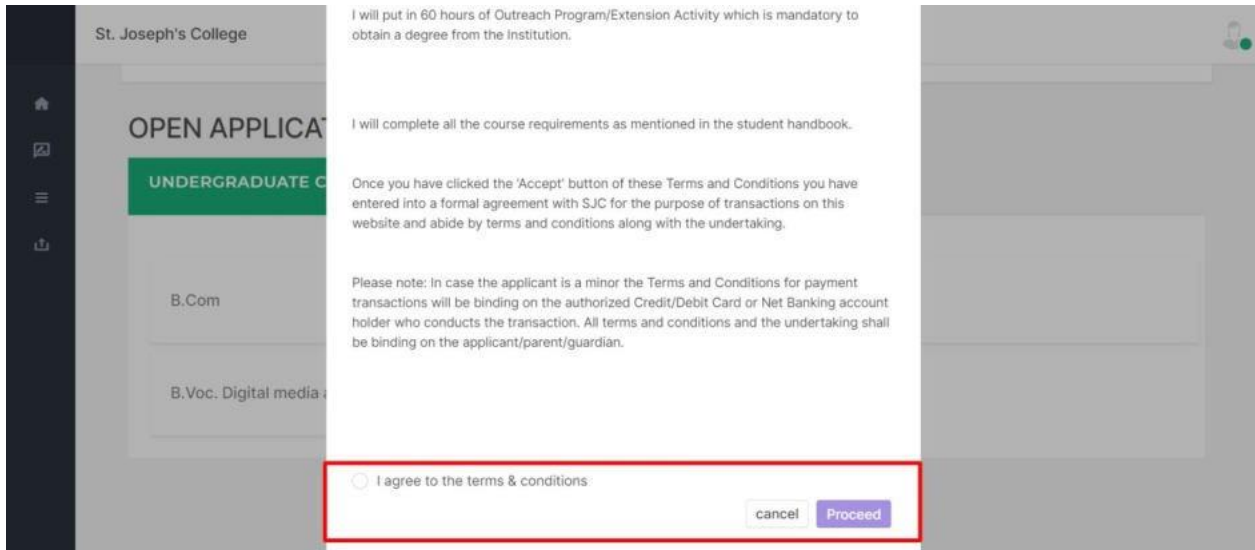 St. Joseph's College
OPEN APPLICAT
UNDERGRADUATE C
B.Com
B.Voc. Digital media a
I will put in 60 hours of Outreach Program/Extension Activity which is mandatory to
obtain a degree from the Institution.
I will complete all the course requirements as mentioned in the student handbook.
Once you have clicked the 'Accept' button of these Terms and Conditions you have
entered into a formal agreement with SJC for the purpose of transactions on this
website and abide by terms and conditions along with the undertaking.
Please note: In case the applicant is a minor the Terms and Conditions for payment
transactions will be binding on the authorized Credit/Debit Card or Net Banking account
holder who conducts the transaction. All terms and conditions and the undertaking shall
be binding on the applicant/parent/guardian.
I agree to the terms & conditions
cancel Proceed